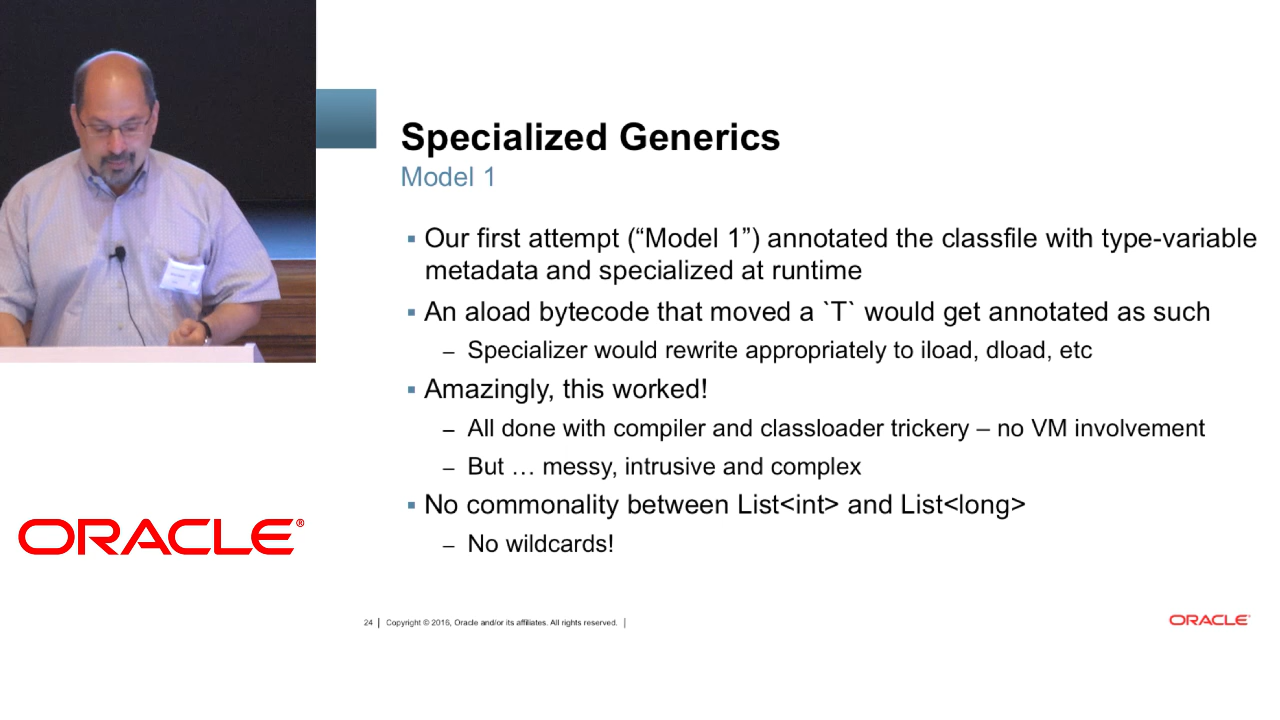 Specialized Generics
Model 1
▪ Our first attempt (“Model 1”) annotated the classfile with type-variable
metadata and specialized at runtime
▪ An aload bytecode that moved a `T` would get annotated as such
– Specializer would rewrite appropriately to iload, dload, etc
▪ Amazingly, this worked!
– All done with compiler and classloader trickery – no VM involvement
– But … messy, intrusive and complex
▪ No commonality between List<int> and List<long>
– No wildcards!
ORACLE®
24 | Copyright © 2016, Oracle and/or its affiliates. All rights reserved. |
ORACLE®